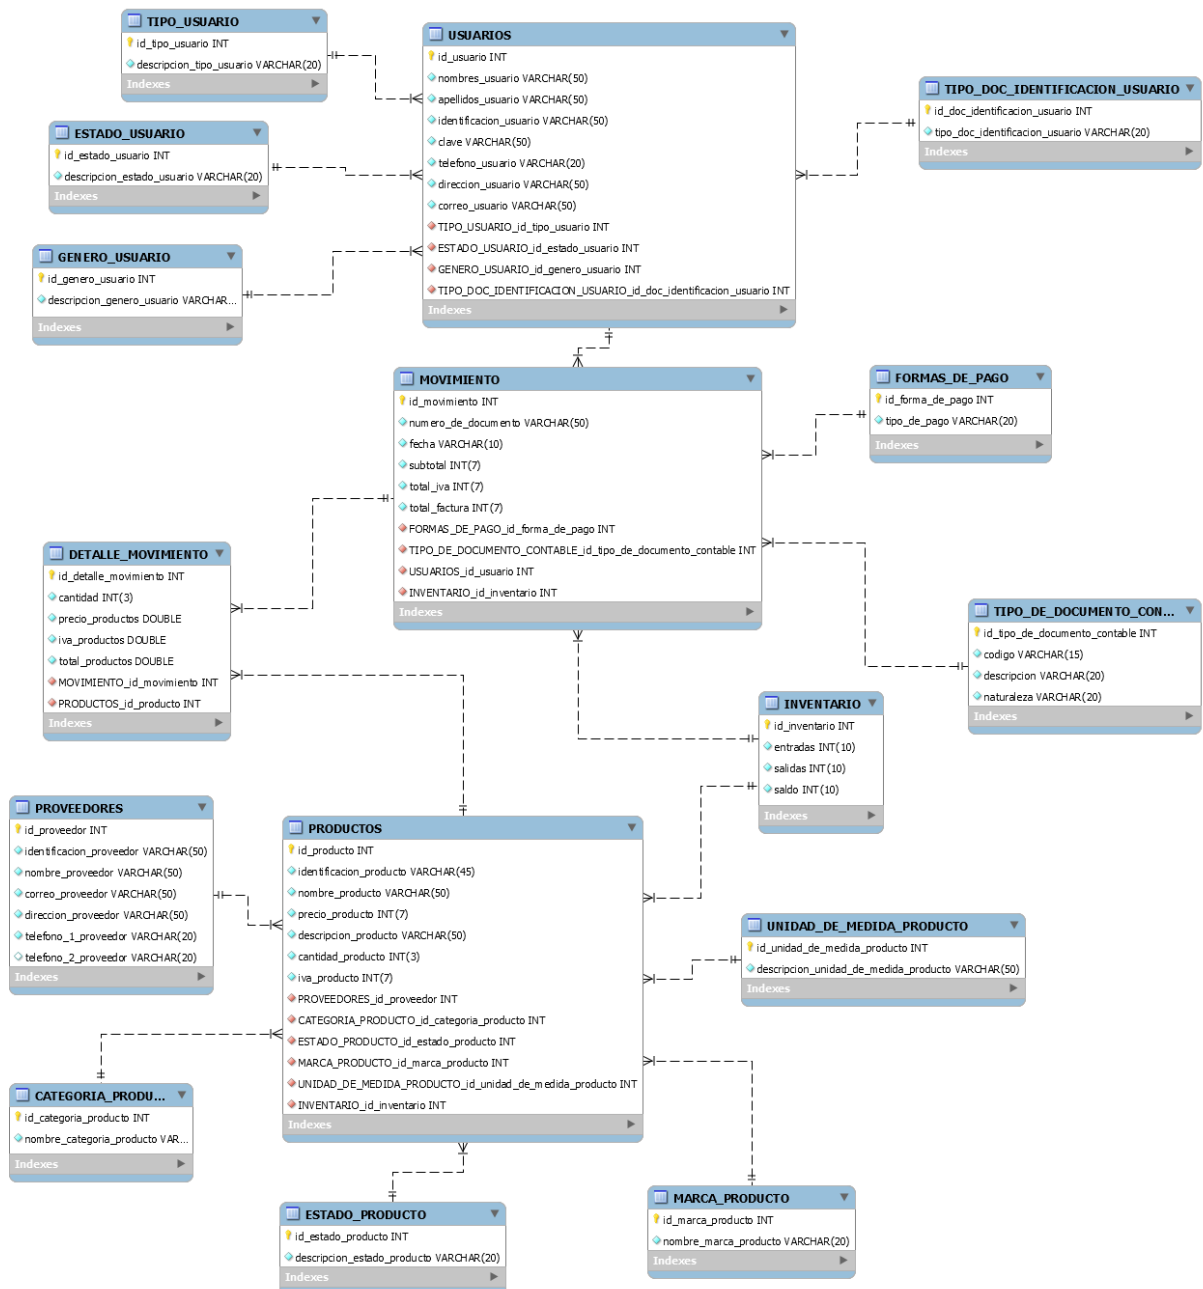 TIPO_USUARIO
id_tipo_usuario INT
descripcion_tipo_usuario VARCHAR(20)
Indexes
USUARIOS
id_usuario INT
nombres_usuario VARCHAR(50)
apellidos_usuario VARCHAR(50)
identificacion_usuario VARCHAR(50)
clave VARCHAR(50)
telefono_usuario VARCHAR(20)
direccion_usuario VARCHAR(50)
correo_usuario VARCHAR(50)
TIPO_USUARIO_id_tipo_usuario INT
ESTADO_USUARIO_id_estado_usuario INT
GENERO_USUARIO_id_genero_usuario INT
TIPO_DOC_IDENTIFICACION_USUARIO_id_doc_identificacion_usuario INT
Indexes
TIPO_DOC_IDENTIFICACION_USUARIO
id_doc_identificacion_usuario INT
tipo_doc_identificacion_usuario VARCHAR(20)
Indexes
ESTADO_USUARIO
id_estado_usuario INT
descripcion_estado_usuario VARCHAR(20)
Indexes
GENERO_USUARIO
id_genero_usuario INT
descripcion_genero_usuario VARCHAR...
Indexes
MOVIMIENTO
id_movimiento INT
numero_de_documento VARCHAR(50)
fecha VARCHAR(10)
subtotal INT(7)
total_iva INT(7)
total_factura INT(7)
FORMAS_DE_PAGO_id_forma_de_pago INT
TIPO_DE_DOCUMENTO_CONTABLE_id_tipo_de_documento_contable INT
USUARIOS_id_usuario INT
INVENTARIO_id_inventario INT
Indexes
FORMAS_DE_PAGO
id_forma_de_pago INT
tipo_de_pago VARCHAR(20)
Indexes
DETALLE_MOVIMIENTO
id_detalle_movimiento INT
cantidad INT(3)
precio_productos DOUBLE
iva_productos DOUBLE
total_productos DOUBLE
MOVIMIENTO_id_movimiento INT
PRODUCTOS_id_producto INT
Indexes
TIPO_DE_DOCUMENTO_CON...
id_tipo_de_documento_contable INT
codigo VARCHAR(15)
descripcion VARCHAR(20)
naturaleza VARCHAR(20)
Indexes
INVENTARIO
id_inventario INT
entradas INT(10)
salidas INT(10)
saldo INT(10)
Indexes
PROVEEDORES
id_proveedor INT
identificacion_proveedor VARCHAR(50)
nombre_proveedor VARCHAR(50)
correo_proveedor VARCHAR(50)
direccion_proveedor VARCHAR(50)
telefono_1_proveedor VARCHAR(20)
telefono_2_proveedor VARCHAR(20)
Indexes
PRODUCTOS
id_producto INT
identificacion_producto VARCHAR(45)
nombre_producto VARCHAR(50)
precio_producto INT(7)
descripcion_producto VARCHAR(50)
cantidad_producto INT(3)
iva_producto INT(7)
PROVEEDORES_id_proveedor INT
CATEGORIA_PRODUCTO_id_categoria_producto INT
ESTADO_PRODUCTO_id_estado_producto INT
MARCA_PRODUCTO_id_marca_producto INT
UNIDAD_DE_MEDIDA_PRODUCTO_id_unidad_de_medida_producto INT
INVENTARIO_id_inventario INT
Indexes
UNIDAD_DE_MEDIDA_PRODUCTO
id_unidad_de_medida_producto INT
descripcion_unidad_de_medida_producto VARCHAR(50)
Indexes
CATEGORIA_PRODU...
id_categoria_producto INT
nombre_categoria_producto VAR...
Indexes
ESTADO_PRODUCTO
id_estado_producto INT
descripcion_estado_producto VARCHAR(20)
Indexes
MARCA_PRODUCTO
id_marca_producto INT
nombre_marca_producto VARCHAR(20)
Indexes